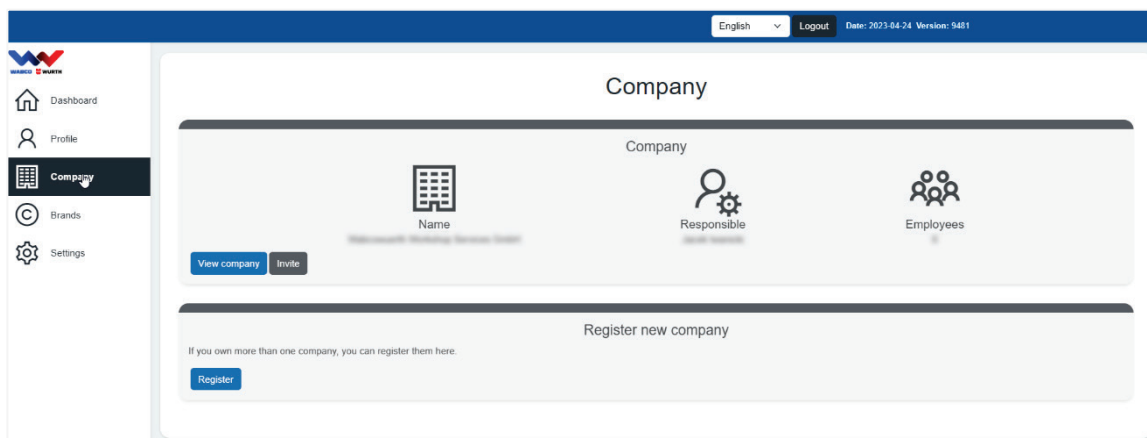 English
Logout
Date: 2023-04-24 Version: 9481
WABCO WURTH
Dashboard
Profile
Company
Brands
Settings
Company
Company
Name
Responsible
Employees
View company
Invite
Register new company
If you own more than one company, you can register them here.
Register